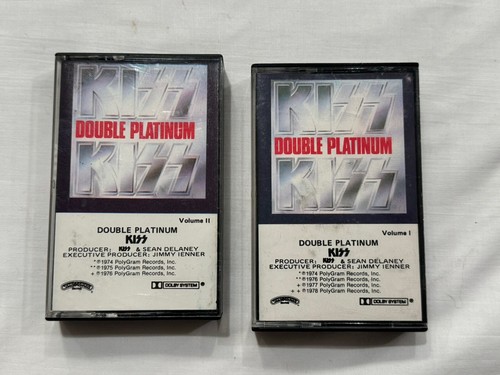 KISS
DOUBLE PLATINUM
KISS
Volume II
DOUBLE PLATINUM
KISS
PRODUCER: KISS & SEAN DELANEY
EXECUTIVE PRODUCER: JIMMY IENNER
*℗1974 PolyGram Records, Inc.
**℗1975 PolyGram Records, Inc.
+℗1976 PolyGram Records, Inc.
DOLBY SYSTEM
KISS
DOUBLE PLATINUM
KISS
Volume I
DOUBLE PLATINUM
KISS
PRODUCER: KISS & SEAN DELANEY
EXECUTIVE PRODUCER: JIMMY IENNER
*℗1974 PolyGram Records, Inc.
**℗1976 PolyGram Records, Inc.
+℗1977 PolyGram Records, Inc.
++℗1978 PolyGram Records, Inc.
DOLBY SYSTEM